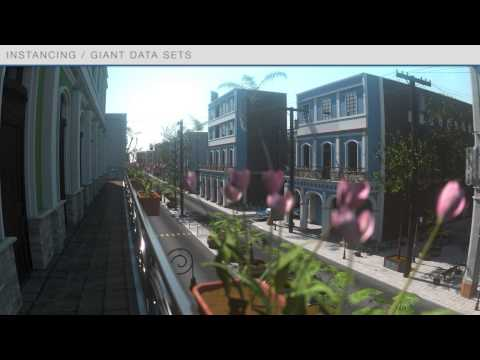 INSTANCING / GIANT DATA SETS